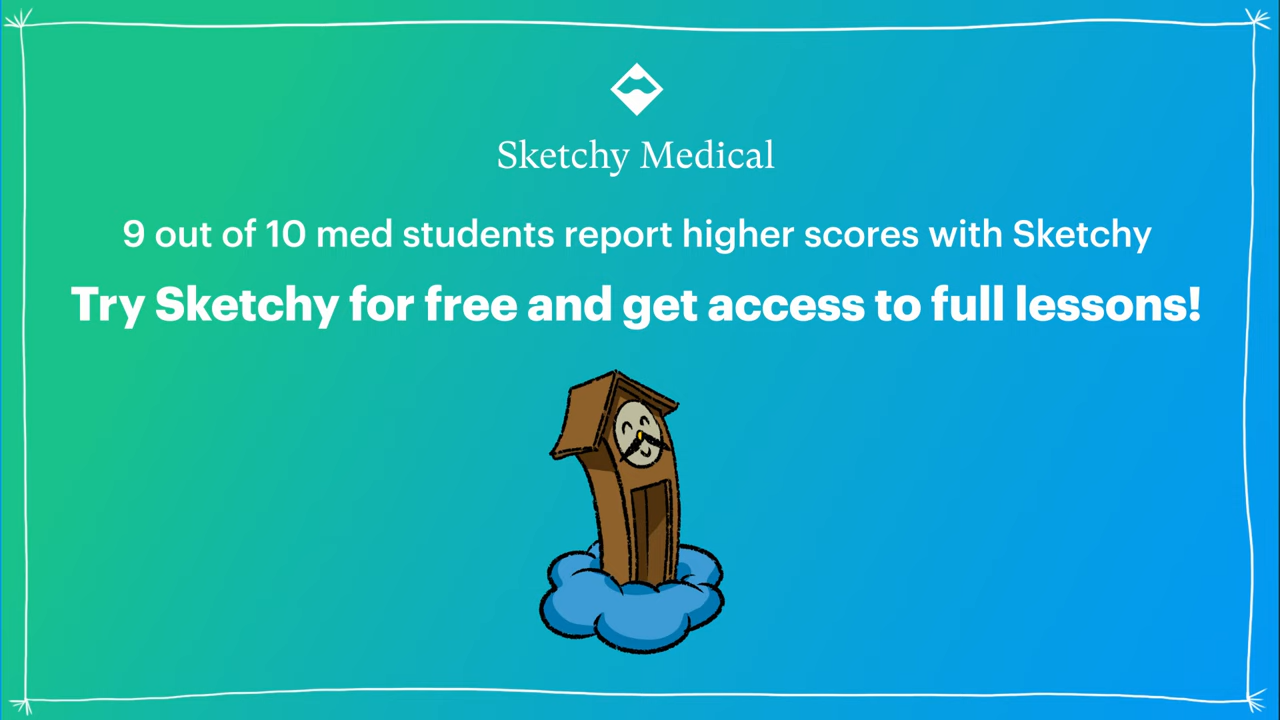 Sketchy Medical
9 out of 10 med students report higher scores with Sketchy
Try Sketchy for free and get access to full lessons!